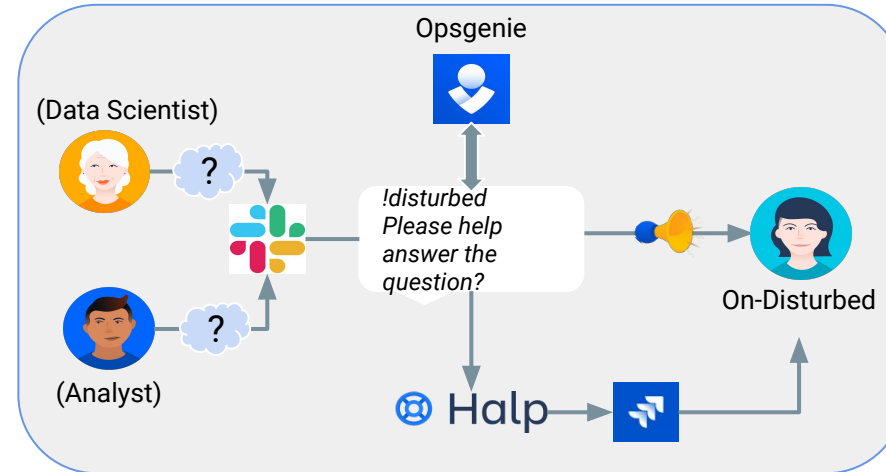 Opsgenie
(Data Scientist)
?
!disturbed
Please help
answer the
question?
On-Disturbed
?
(Analyst)
Halp